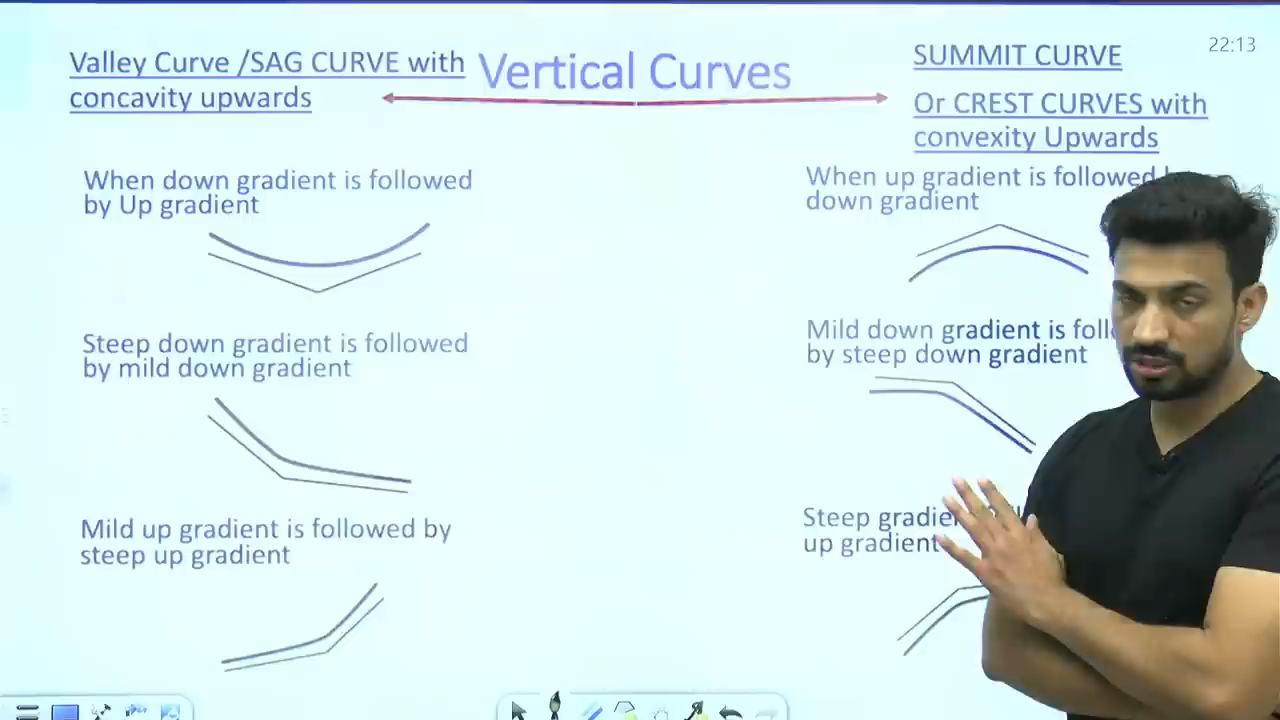 22:13
Vertical Curves
Valley Curve /SAG CURVE with
concavity upwards
When down gradient is followed
by Up gradient
Steep down gradient is followed
by mild down gradient
Mild up gradient is followed by
steep up gradient
SUMMIT CURVE
Or CREST CURVES with
convexity Upwards
When up gradient is followed
down gradient
Mild down gradient is
by steep down gradient
Steep
up gradient